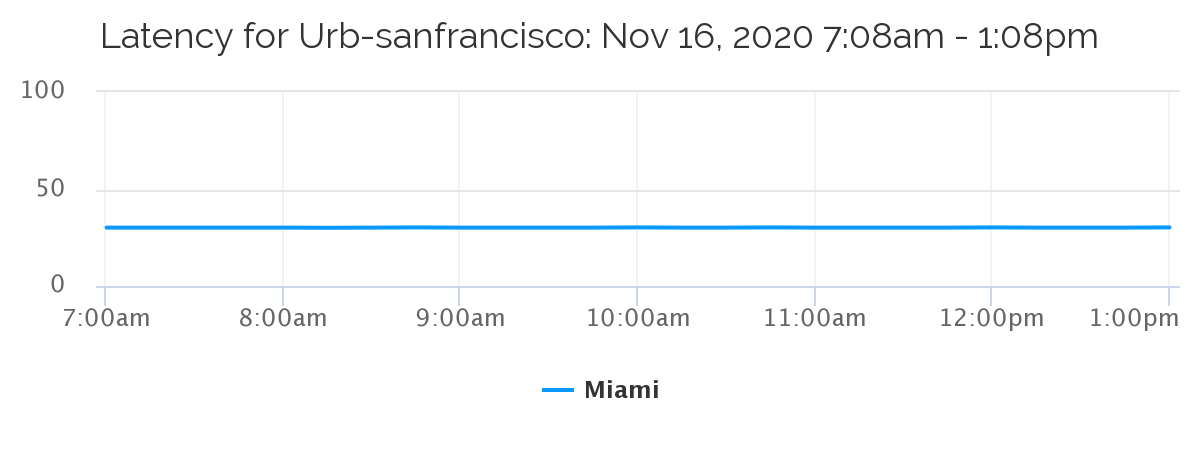 Latency for Urb-sanfrancisco: Nov 16, 2020 7:08am - 1:08pm
100
50
0
7:00am 8:00am 9:00am 10:00am 11:00am 12:00pm 1:00pm
Miami